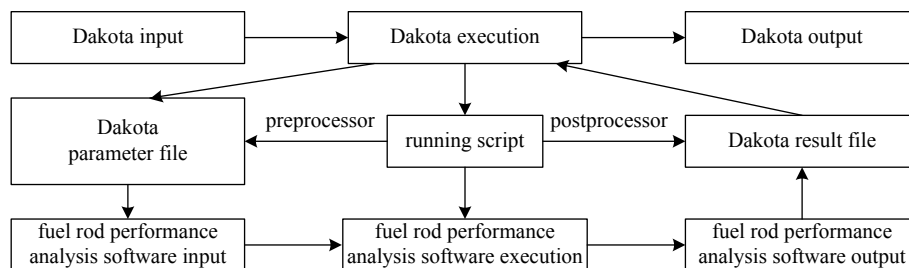 Dakota input
Dakota execution
Dakota output
Dakota
parameter file
preprocessor
running script
postprocessor
Dakota result file
fuel rod performance
analysis software input
fuel rod performance
analysis software execution
fuel rod performance
analysis software output